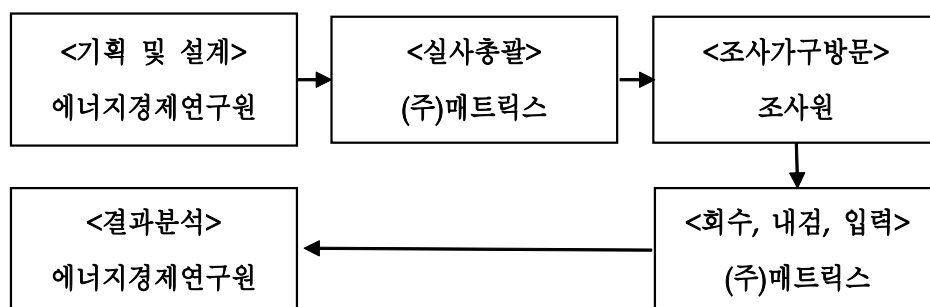 <기획 및 설계>
에너지경제연구원
<실사총괄>
(주)매트릭스
<조사가구방문>
조사원
<회수, 내검, 입력>
(주)매트릭스
<결과분석>
에너지경제연구원